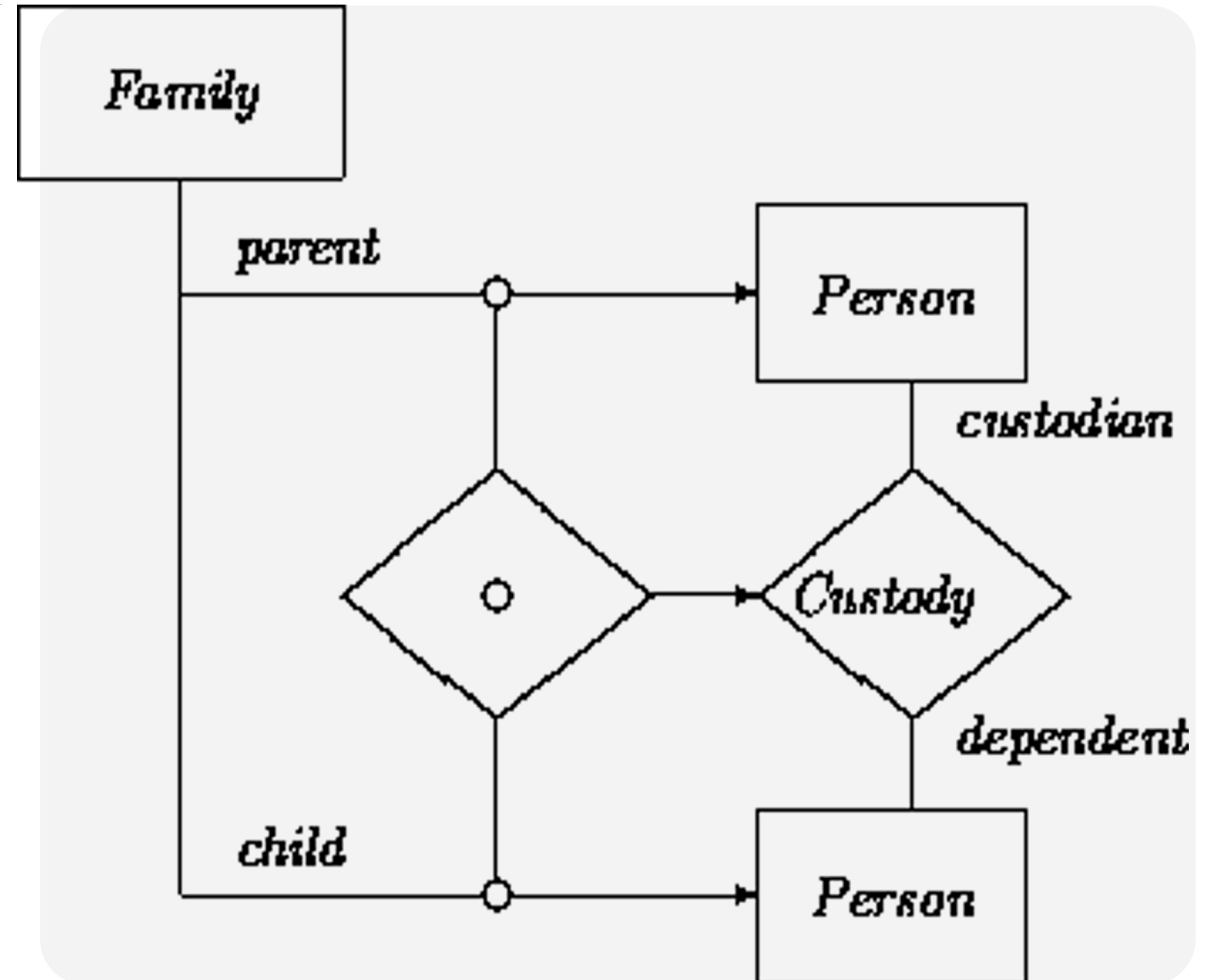 Family
parent
Person
custodian
Custody
dependent
child
Person